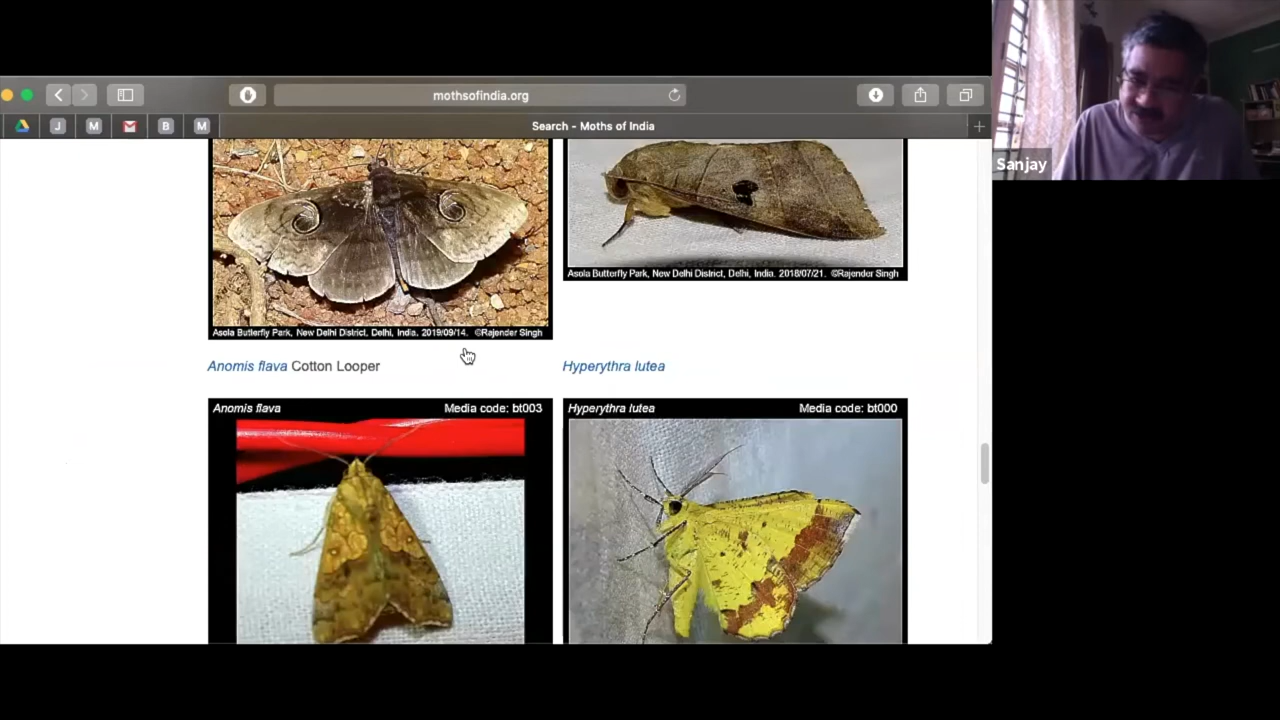 mothsofindia.org
J
M
B
M
Search - Moths of India
Sanjay
Asola Butterfly Park, New Delhi District, Delhi, India. 2019/09/14. ©Rajender Singh
Asola Butterfly Park, New Delhi District, Delhi, India. 2018/07/21. ©Rajender Singh
Anomis flava Cotton Looper
Hyperythra lutea
Anomis flava Media code: bt003
Hyperythra lutea Media code: bt000